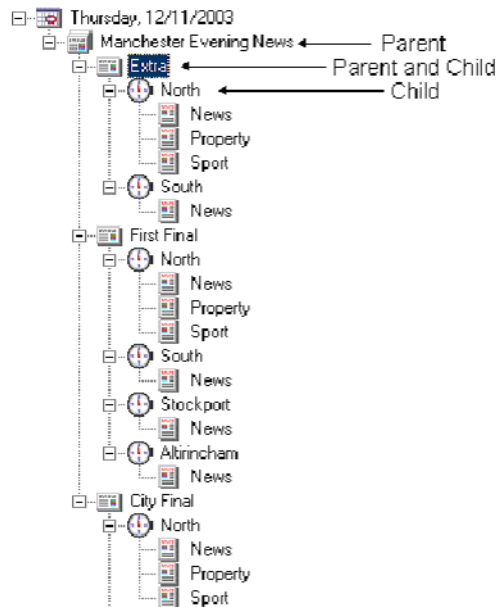 Thursday, 12/11/2003
Manchester Evening News Parent
Extra Parent and Child
North Child
News
Property
Sport
South
News
First Final
North
News
Property
Sport
South
News
Stockport
News
Altirincham
News
City Final
North
News
Property
Sport